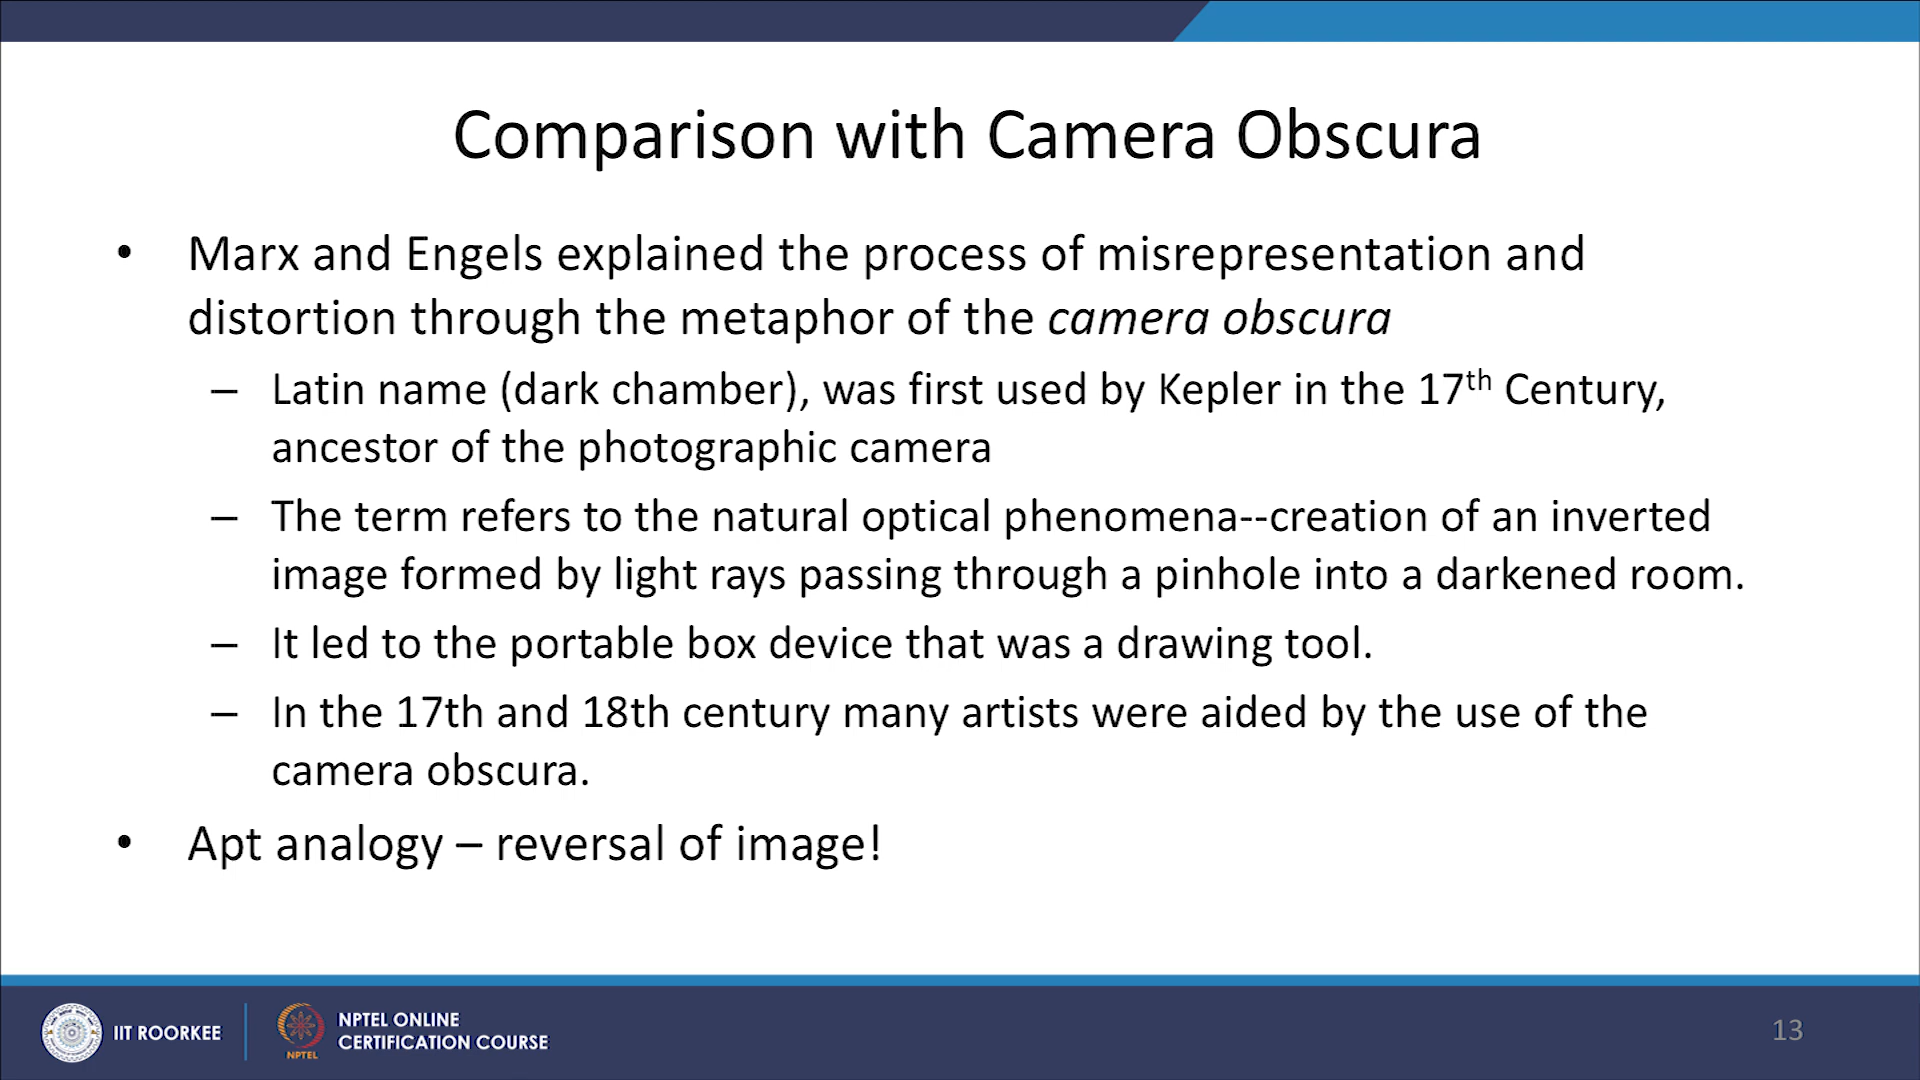 Comparison with Camera Obscura
• Marx and Engels explained the process of misrepresentation and
distortion through the metaphor of the camera obscura
– Latin name (dark chamber), was first used by Kepler in the 17th Century,
ancestor of the photographic camera
– The term refers to the natural optical phenomena--creation of an inverted
image formed by light rays passing through a pinhole into a darkened room.
– It led to the portable box device that was a drawing tool.
– In the 17th and 18th century many artists were aided by the use of the
camera obscura.
• Apt analogy – reversal of image!
IIT ROORKEE
NPTEL
NPTEL ONLINE
CERTIFICATION COURSE
13